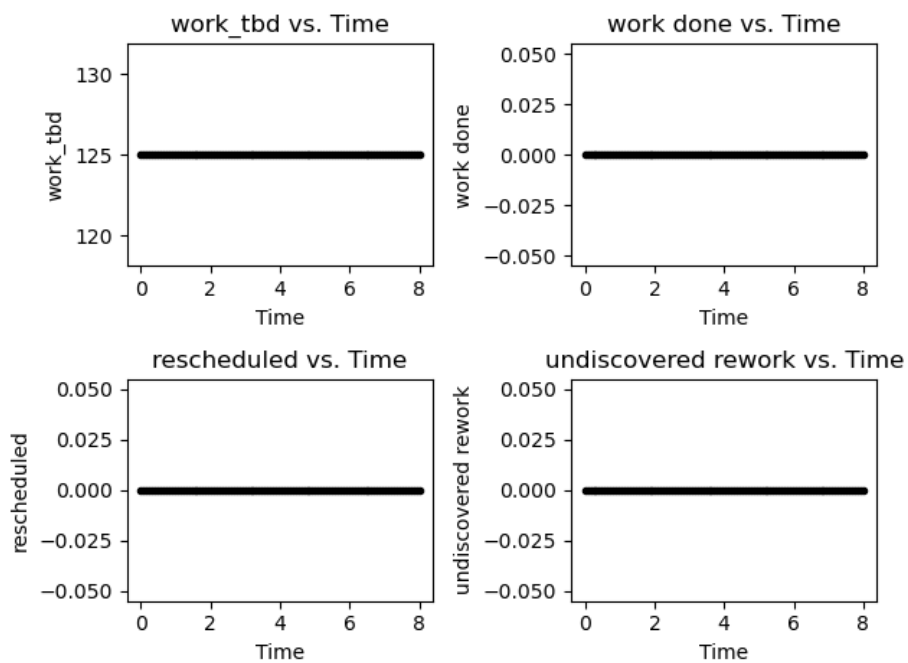 work_tbd vs. Time
130
125
120
work_tbd
0 2 4 6 8
Time
work done vs. Time
0.050
0.025
0.000
−0.025
−0.050
work done
0 2 4 6 8
Time
rescheduled vs. Time
0.050
0.025
0.000
−0.025
−0.050
rescheduled
0 2 4 6 8
Time
undiscovered rework vs. Time
0.050
0.025
0.000
−0.025
−0.050
undiscovered rework
0 2 4 6 8
Time